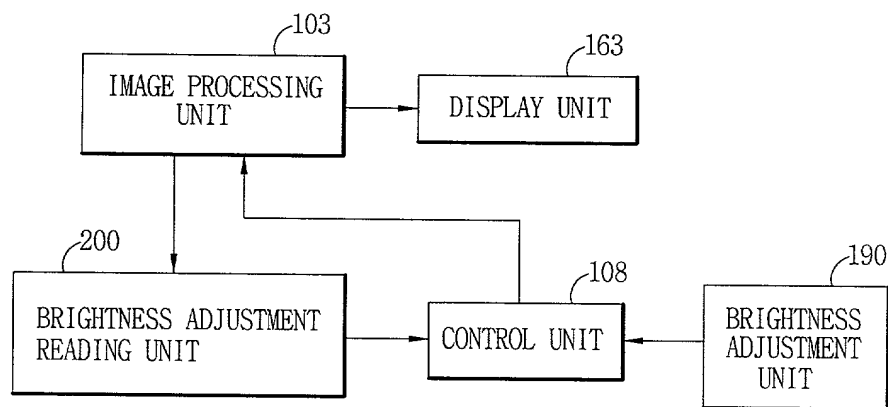 103
IMAGE PROCESSING
UNIT
163
DISPLAY UNIT
200
BRIGHTNESS ADJUSTMENT
READING UNIT
108
CONTROL UNIT
190
BRIGHTNESS
ADJUSTMENT
UNIT